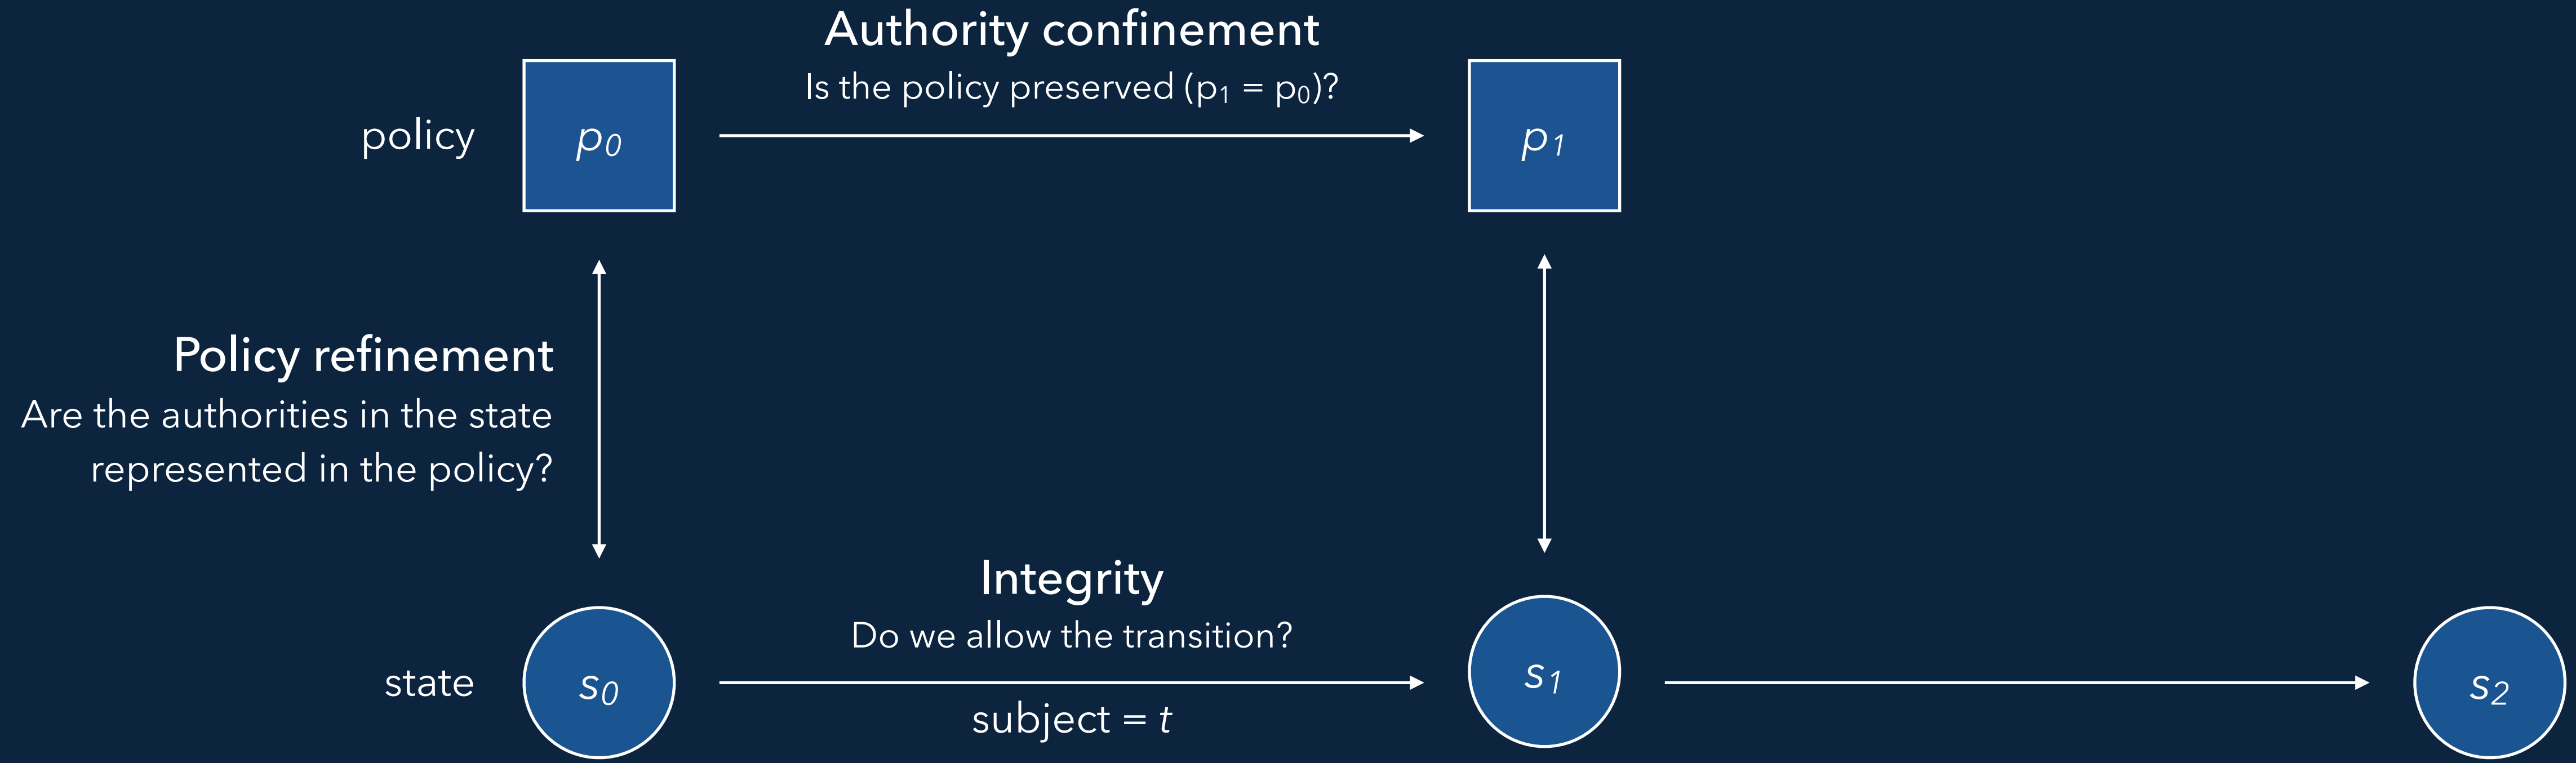 Authority confinement
Is the policy preserved (p₁ = p₀)?
policy
p₀
p₁
Policy refinement
Are the authorities in the state
represented in the policy?
Integrity
Do we allow the transition?
state
s₀
s₁
s₂
subject = t